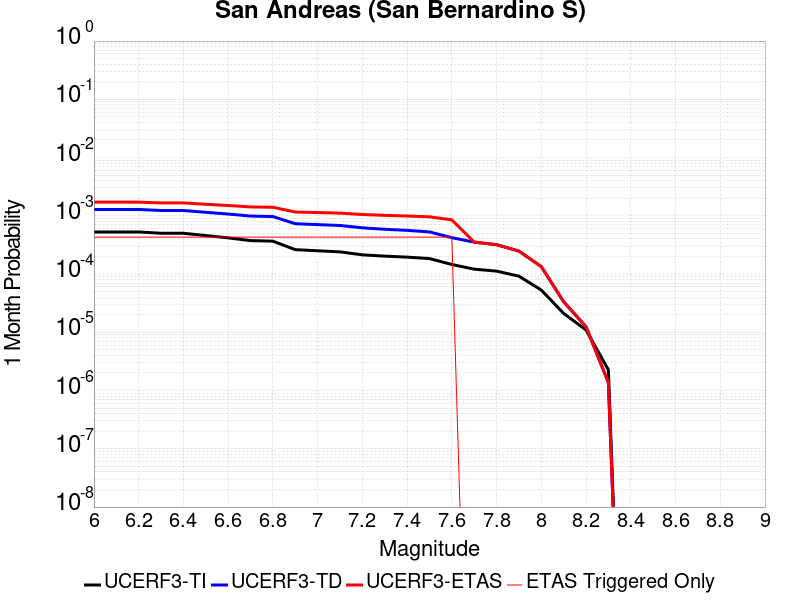 San Andreas (San Bernardino S)
10^0
10^-1
10^-2
10^-3
10^-4
10^-5
10^-6
10^-7
10^-8
1 Month Probability
6 6.2 6.4 6.6 6.8 7 7.2 7.4 7.6 7.8 8 8.2 8.4 8.6 8.8 9
Magnitude
UCERF3-TI UCERF3-TD UCERF3-ETAS ETAS Triggered Only